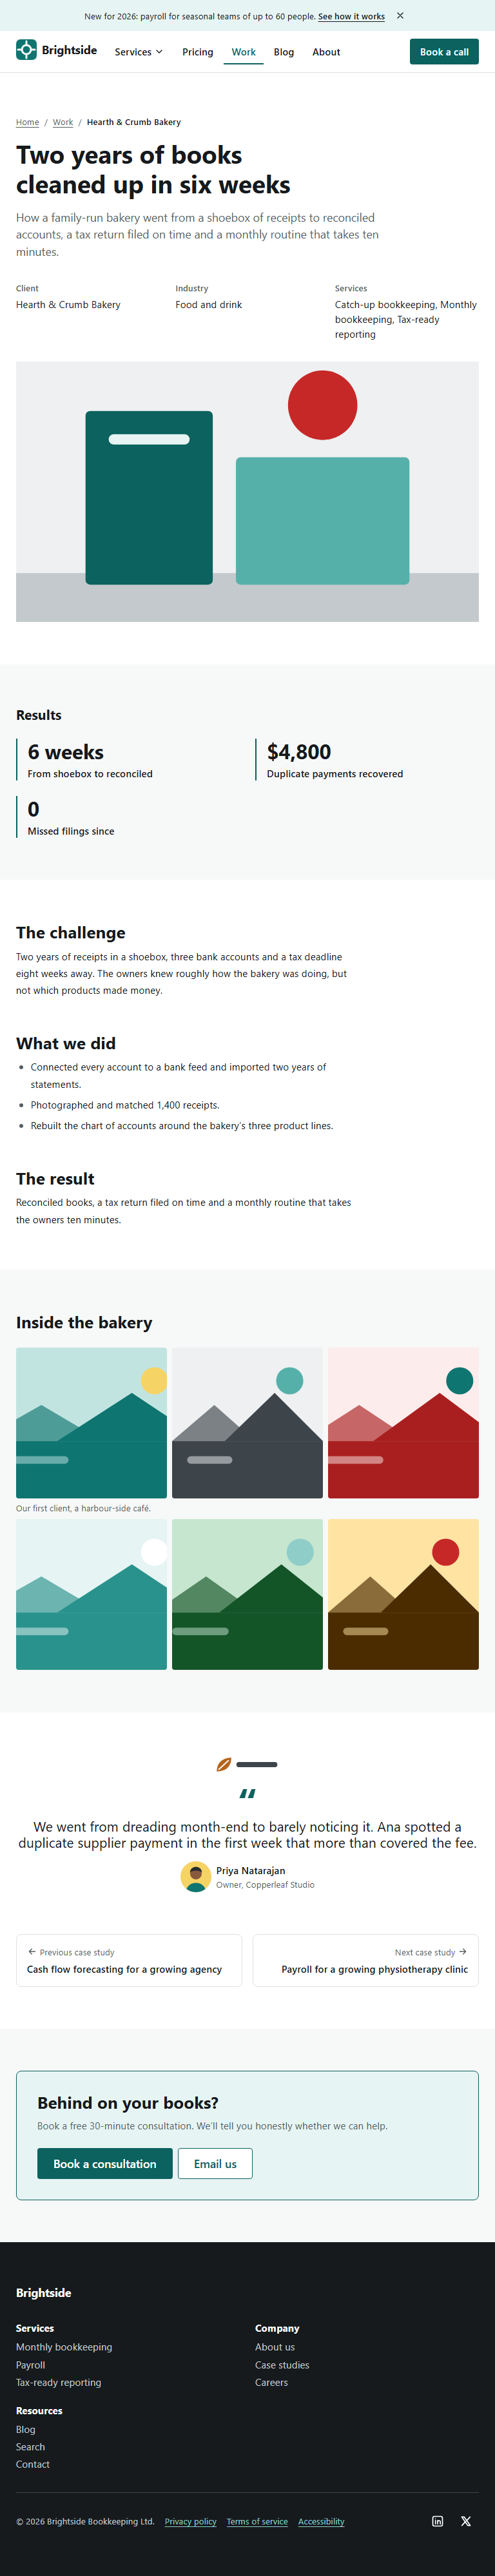 New for 2026: payroll for seasonal teams of up to 60 people. See how it works
Brightside
Services
Pricing
Work
Blog
About
Book a call
Home / Work / Hearth & Crumb Bakery
Two years of books
cleaned up in six weeks
How a family-run bakery went from a shoebox of receipts to reconciled
accounts, a tax return filed on time and a monthly routine that takes ten
minutes.
Client
Hearth & Crumb Bakery
Industry
Food and drink
Services
Catch-up bookkeeping, Monthly
bookkeeping, Tax-ready
reporting
Results
6 weeks
From shoebox to reconciled
$4,800
Duplicate payments recovered
0
Missed filings since
The challenge
Two years of receipts in a shoebox, three bank accounts and a tax deadline
eight weeks away. The owners knew roughly how the bakery was doing, but
not which products made money.
What we did
Connected every account to a bank feed and imported two years of
statements.
Photographed and matched 1,400 receipts.
Rebuilt the chart of accounts around the bakery's three product lines.
The result
Reconciled books, a tax return filed on time and a monthly routine that takes
the owners ten minutes.
Inside the bakery
Our first client, a harbour-side café.
We went from dreading month-end to barely noticing it. Ana spotted a
duplicate supplier payment in the first week that more than covered the fee.
Priya Natarajan
Owner, Copperleaf Studio
← Previous case study
Cash flow forecasting for a growing agency
Next case study →
Payroll for a growing physiotherapy clinic
Behind on your books?
Book a free 30-minute consultation. We'll tell you honestly whether we can help.
Book a consultation
Email us
Brightside
Services
Monthly bookkeeping
Payroll
Tax-ready reporting
Company
About us
Case studies
Careers
Resources
Blog
Search
Contact
© 2026 Brightside Bookkeeping Ltd. Privacy policy Terms of service Accessibility